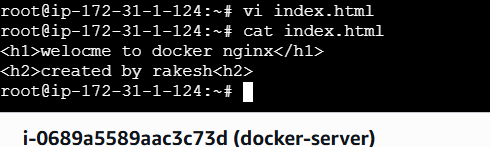 root@ip-172-31-1-124:~# vi index.html
root@ip-172-31-1-124:~# cat index.html
<h1>welocme to docker nginx</h1>
<h2>created by rakesh<h2>
root@ip-172-31-1-124:~#
i-0689a5589aac3c73d (docker-server)